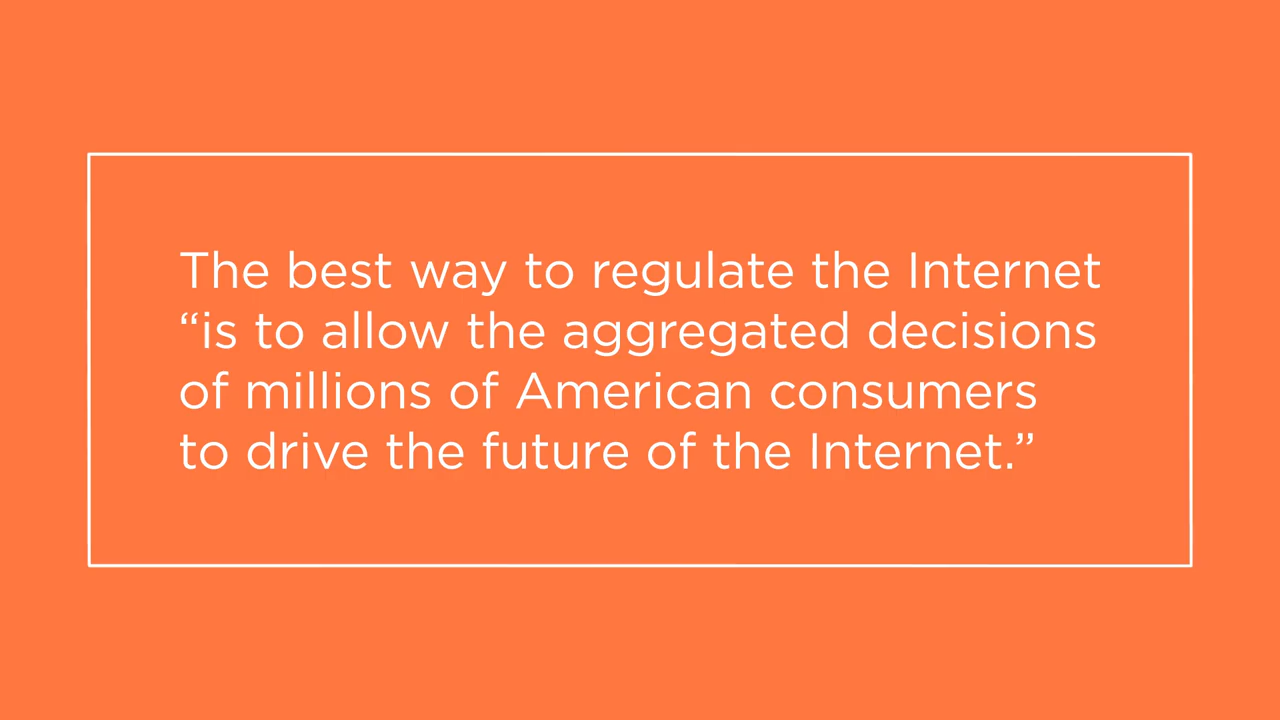 The best way to regulate the Internet
“is to allow the aggregated decisions
of millions of American consumers
to drive the future of the Internet.”